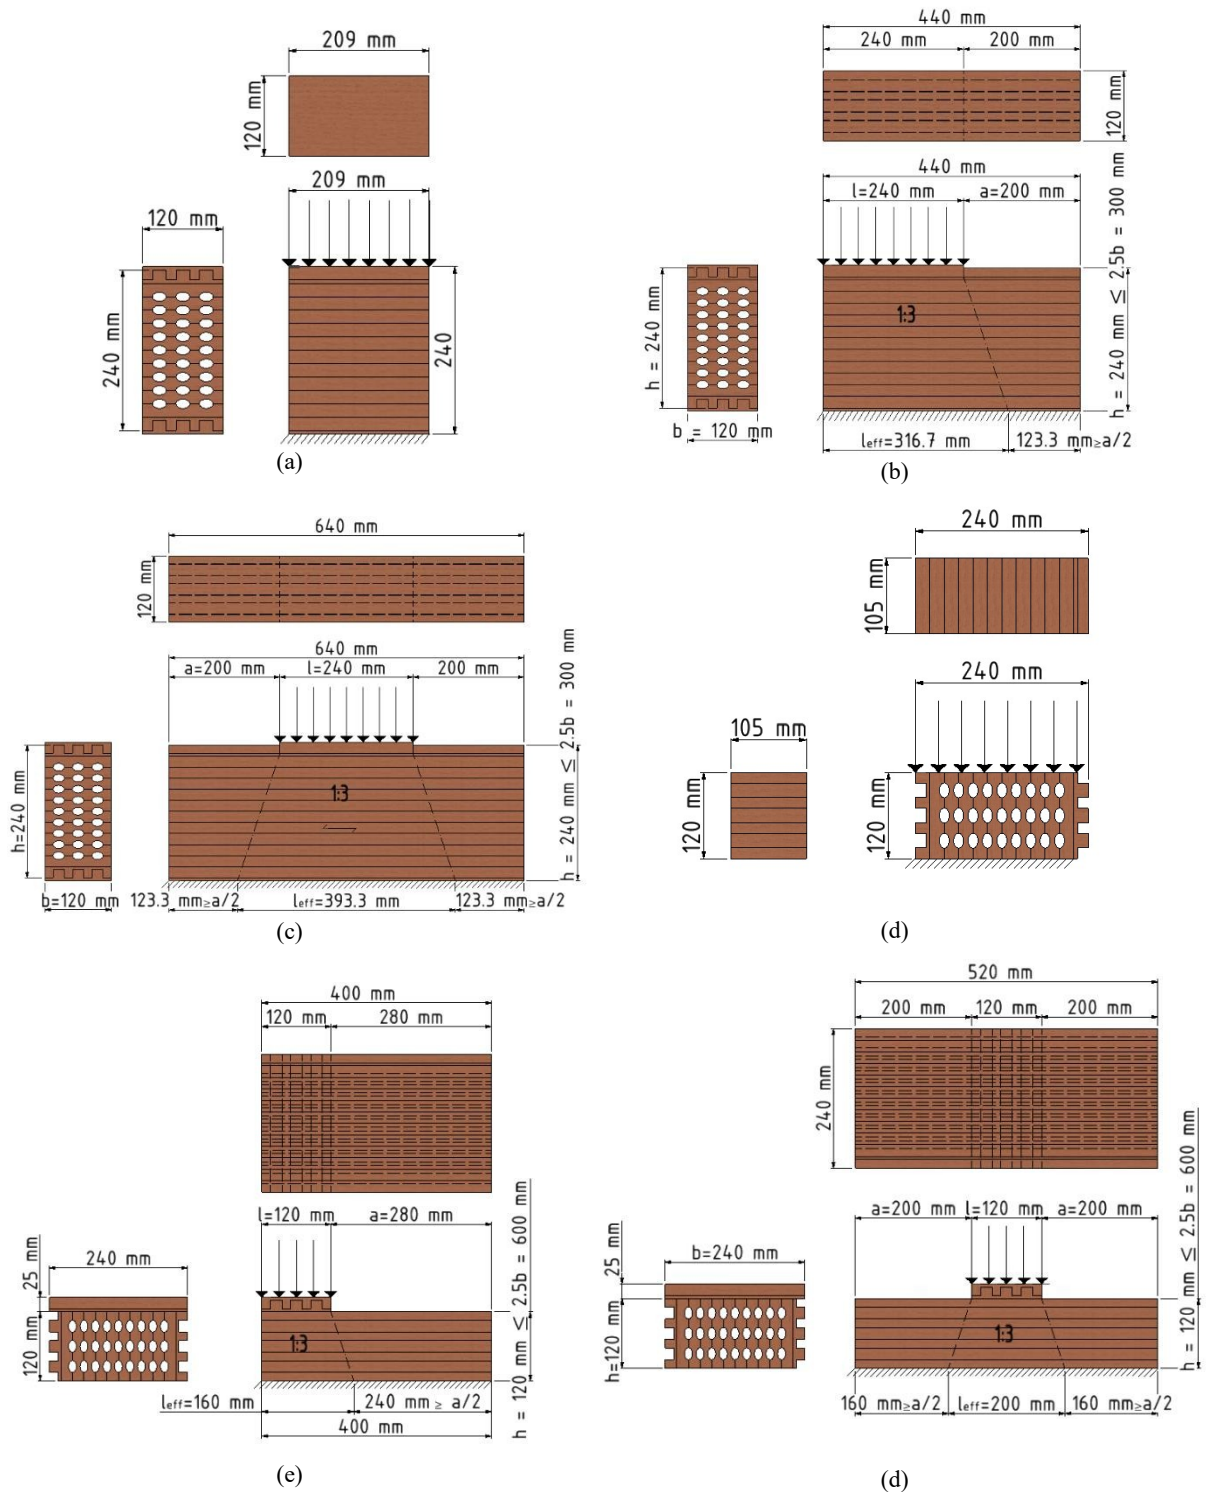 209 mm
120 mm
209 mm
120 mm
240 mm
240
(a)
440 mm
240 mm
200 mm
120 mm
440 mm
l=240 mm
a=200 mm
h = 240 mm
b = 120 mm
1:3
h = 240 mm ≤ 2.5b = 300 mm
leff=316.7 mm
123.3 mm≥a/2
(b)
640 mm
120 mm
640 mm
a=200 mm
l=240 mm
200 mm
h=240 mm
b=120 mm
1:3
h = 240 mm ≤ 2.5b = 300 mm
123.3 mm≥a/2
leff=393.3 mm
123.3 mm≥a/2
(c)
240 mm
105 mm
240 mm
105 mm
120 mm
120 mm
(d)
400 mm
120 mm
280 mm
l=120 mm
a=280 mm
240 mm
25 mm
120 mm
1:3
h = 120 mm ≤ 2.5b = 600 mm
leff=160 mm
240 mm ≥ a/2
400 mm
(e)
520 mm
200 mm
120 mm
200 mm
240 mm
a=200 mm
l=120 mm
a=200 mm
b=240 mm
25 mm
h=120 mm
1:3
h = 120 mm ≤ 2.5b = 600 mm
160 mm≥a/2
leff=200 mm
160 mm≥a/2
(d)